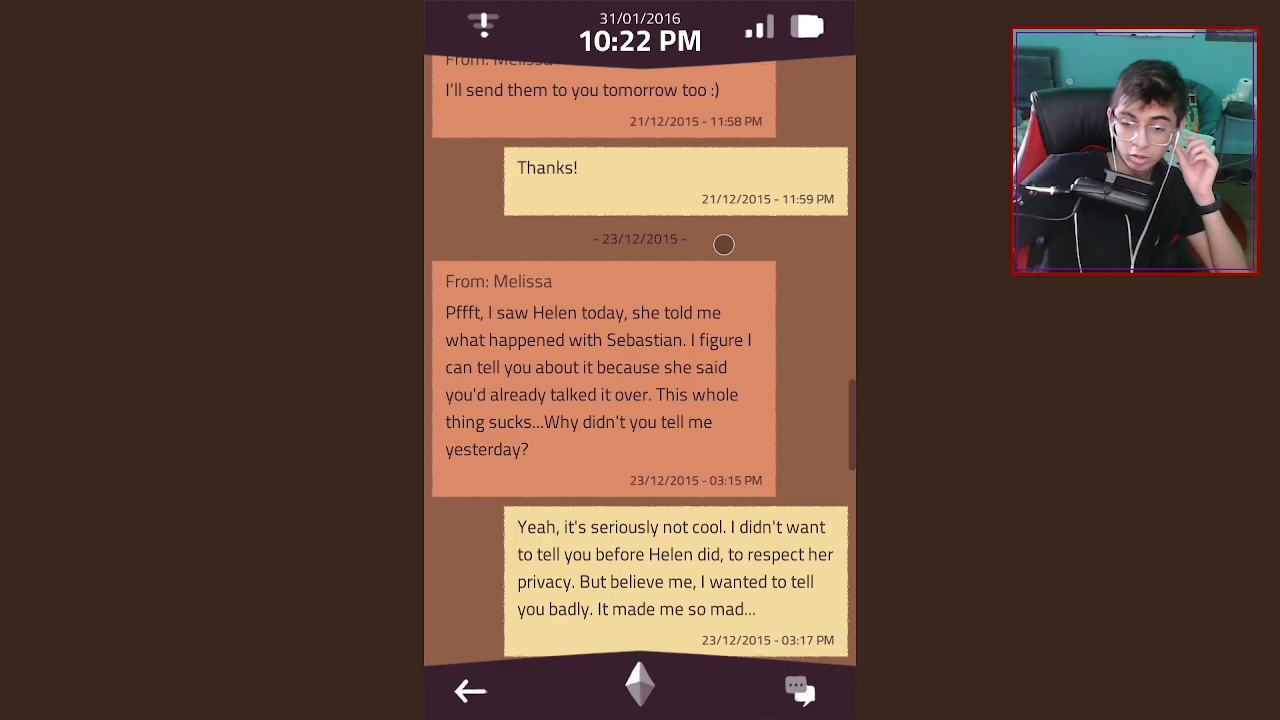 31/01/2016
10:22 PM
From: Melissa
I'll send them to you tomorrow too :)
21/12/2015 - 11:58 PM
Thanks!
21/12/2015 - 11:59 PM
- 23/12/2015 -
From: Melissa
Pffft, I saw Helen today, she told me
what happened with Sebastian. I figure I
can tell you about it because she said
you'd already talked it over. This whole
thing sucks...Why didn't you tell me
yesterday?
23/12/2015 - 03:15 PM
Yeah, it's seriously not cool. I didn't want
to tell you before Helen did, to respect her
privacy. But believe me, I wanted to tell
you badly. It made me so mad...
23/12/2015 - 03:17 PM